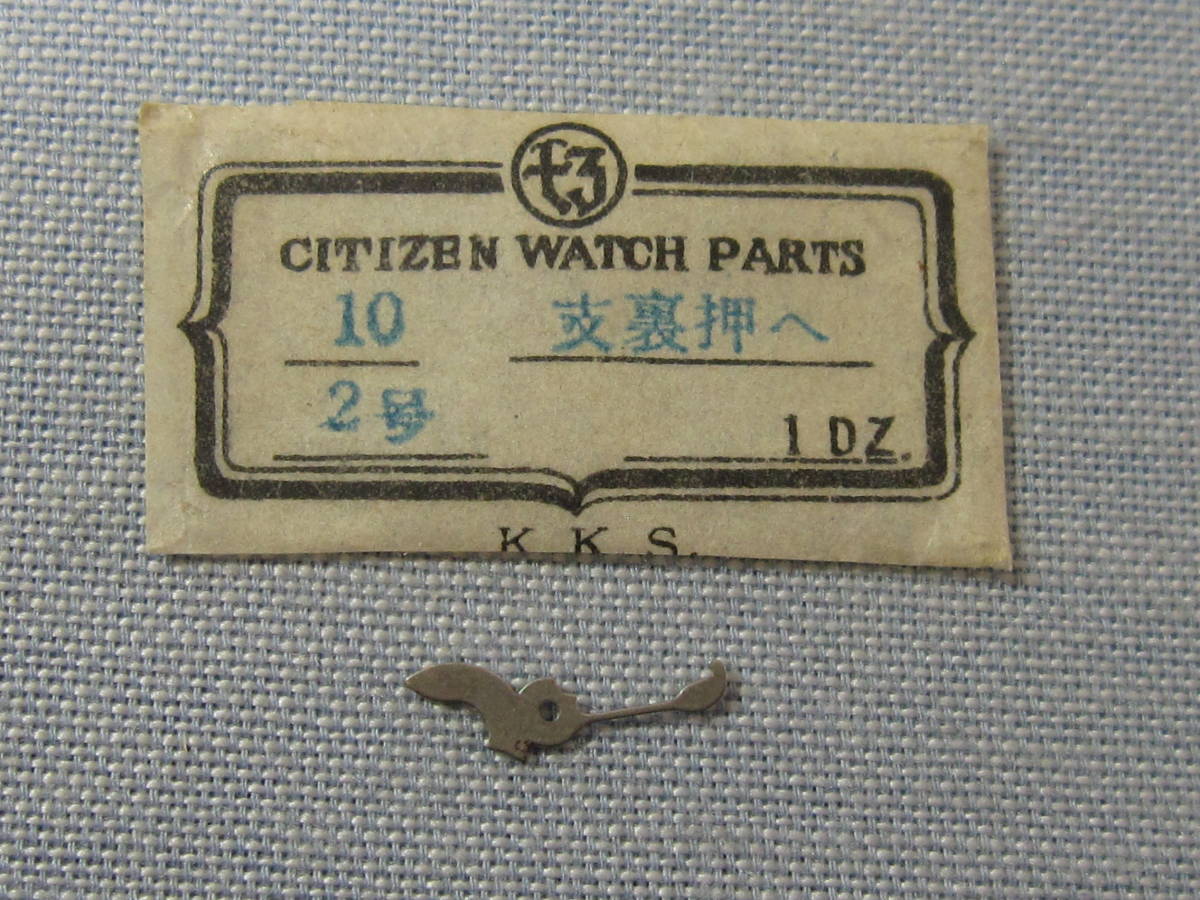 CITIZEN WATCH PARTS
10 支裏押へ
2号
1 DZ.
K. K. S.